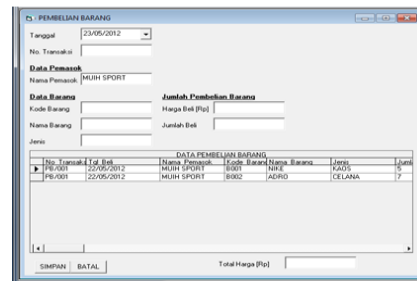 PEMBELIAN BARANG
Tanggal 23/05/2012
No. Transaksi
Data Pemasok
Nama Pemasok MUIH SPORT
Data Barang Jumlah Pembelian Barang
Kode Barang Harga Beli [Rp]
Nama Barang Jumlah Beli
Jenis
DATA PEMBELIAN BARANG
No Transaksi Tgl Beli Nama Pemasok Kode Barang Nama Barang Jenis Juml
PB/001 22/05/2012 MUIH SPORT B001 NIKE KAOS 5
PB/001 22/05/2012 MUIH SPORT B002 ADRO CELANA 7
SIMPAN BATAL Total Harga [Rp]